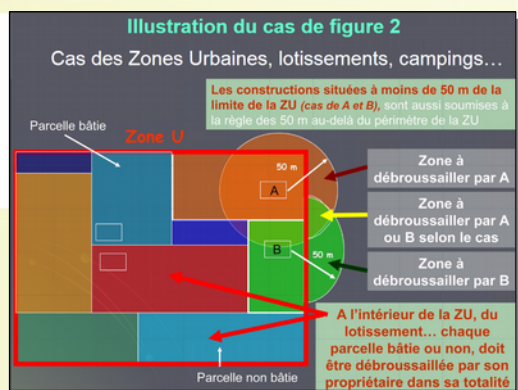 Illustration du cas de figure 2
Cas des Zones Urbaines, lotissements, campings…
Les constructions situées à moins de 50 m de la
limite de la ZU (cas de A et B), sont aussi soumises à
la règle des 50 m au-delà du périmètre de la ZU
Parcelle bâtie
Zone U
50 m
A
Zone à
débroussailler par A
Zone à
débroussailler par A
ou B selon le cas
B
50 m
Zone à
débroussailler par B
A l'intérieur de la ZU, du
lotissement… chaque
parcelle bâtie ou non, doit
être débroussaillée par son
propriétaire dans sa totalité
Parcelle non bâtie